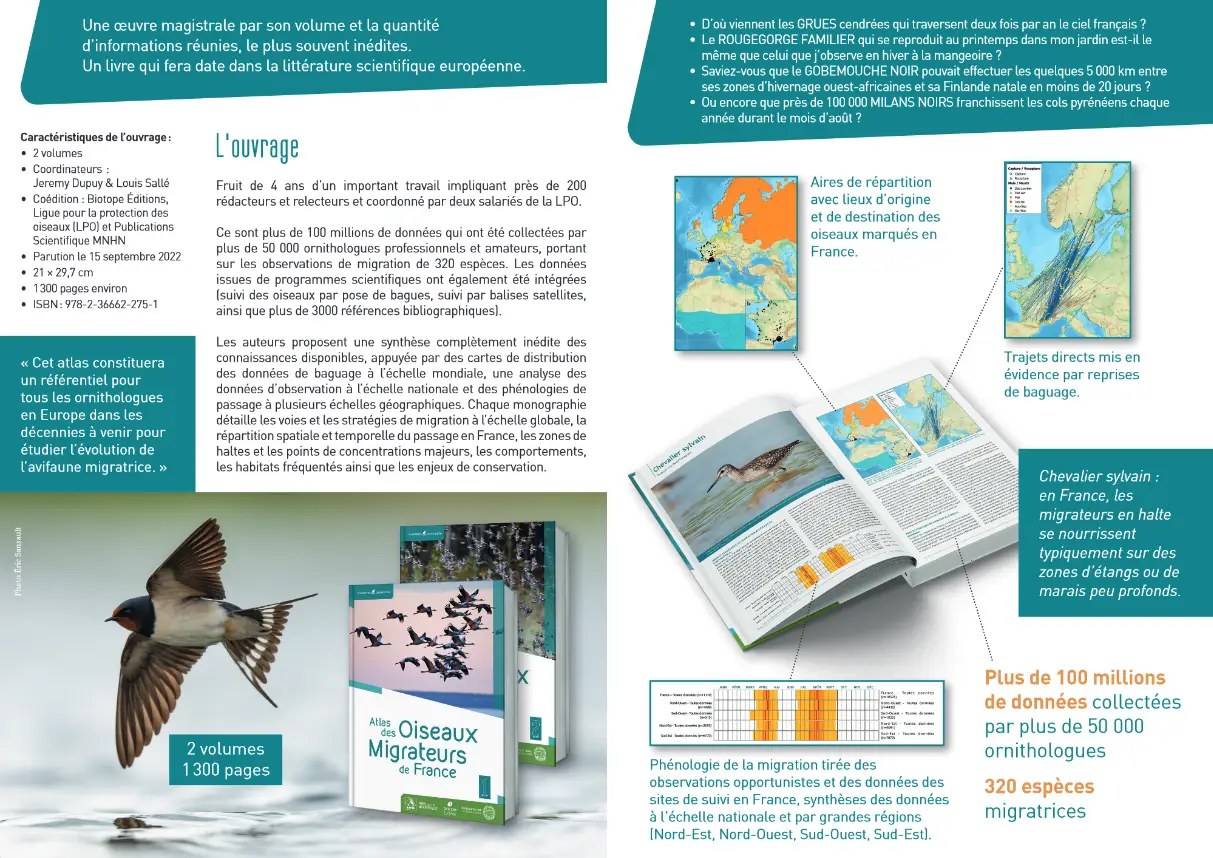 Une œuvre magistrale par son volume et la quantité
d'informations réunies, le plus souvent inédites.
Un livre qui fera date dans la littérature scientifique européenne.
Caractéristiques de l'ouvrage :
• 2 volumes
• Coordinateurs :
Jeremy Dupuy & Louis Sallé
• Coédition : Biotope Éditions,
Ligue pour la protection des
oiseaux (LPO) et Publications
Scientifique MNHN
• Parution le 15 septembre 2022
• 21 × 29,7 cm
• 1 300 pages environ
• ISBN : 978-2-36662-275-1
« Cet atlas constituera
un référentiel pour
tous les ornithologues
en Europe dans les
décennies à venir pour
étudier l'évolution de
l'avifaune migratrice. »
L'ouvrage
Fruit de 4 ans d'un important travail impliquant près de 200
rédacteurs et relecteurs et coordonné par deux salariés de la LPO.
Ce sont plus de 100 millions de données qui ont été collectées par
plus de 50 000 ornithologues professionnels et amateurs, portant
sur les observations de migration de 320 espèces. Les données
issues de programmes scientifiques ont également été intégrées
(suivi des oiseaux par pose de bagues, suivi par balises satellites,
ainsi que plus de 3000 références bibliographiques).
Les auteurs proposent une synthèse complètement inédite des
connaissances disponibles, appuyée par des cartes de distribution
des données de baguage à l'échelle mondiale, une analyse des
données d'observation à l'échelle nationale et des phénologies de
passage à plusieurs échelles géographiques. Chaque monographie
détaille les voies et les stratégies de migration à l'échelle globale, la
répartition spatiale et temporelle du passage en France, les zones de
haltes et les points de concentrations majeurs, les comportements,
les habitats fréquentés ainsi que les enjeux de conservation.
Photo Éric Sansault
2 volumes
1 300 pages
Atlas
des Oiseaux
Migrateurs
de France
1
X
2
• D'où viennent les GRUES cendrées qui traversent deux fois par an le ciel français ?
• Le ROUGEGORGE FAMILIER qui se reproduit au printemps dans mon jardin est-il le
même que celui que j'observe en hiver à la mangeoire ?
• Saviez-vous que le GOBEMOUCHE NOIR pouvait effectuer les quelques 5 000 km entre
ses zones d'hivernage ouest-africaines et sa Finlande natale en moins de 20 jours ?
• Ou encore que près de 100 000 MILANS NOIRS franchissent les cols pyrénéens chaque
année durant le mois d'août ?
Aires de répartition
avec lieux d'origine
et de destination des
oiseaux marqués en
France.
Trajets directs mis en
évidence par reprises
de baguage.
Chevalier sylvain
Chevalier sylvain :
en France, les
migrateurs en halte
se nourrissent
typiquement sur des
zones d'étangs ou de
marais peu profonds.
Phénologie de la migration tirée des
observations opportunistes et des données des
sites de suivi en France, synthèses des données
à l'échelle nationale et par grandes régions
(Nord-Est, Nord-Ouest, Sud-Ouest, Sud-Est).
Plus de 100 millions
de données collectées
par plus de 50 000
ornithologues
320 espèces
migratrices